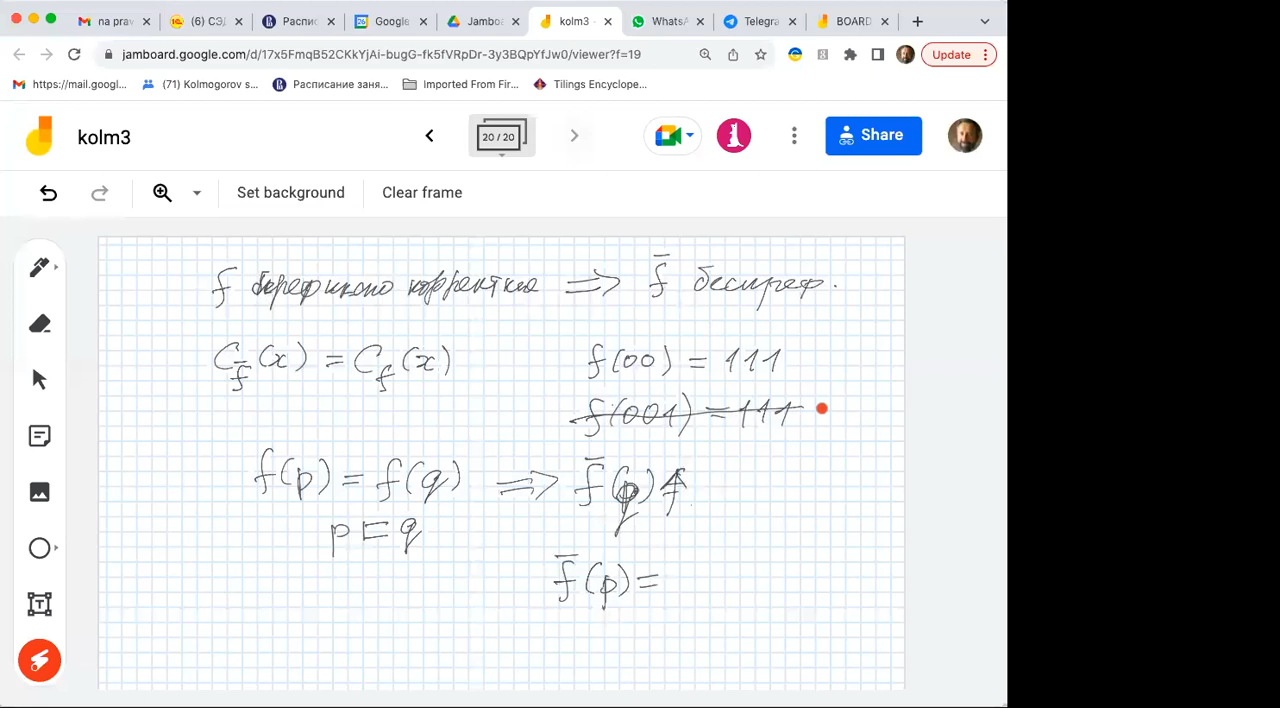 na prav
(6) СЭД
Распис
Google
Jambo
kolm3
WhatsA
Telegra
BOARD
jamboard.google.com/d/17x5FnqB52CKkYjAi-bugG-fk5fVRpDr-3y3BQpYfJw0/viewer?f=19
Update
https://mail.googl...
(71) Kolmogorov s...
Расписание заня...
Imported From Fir...
Tilings Encyclope...
kolm3
20 / 20
Share
Set background
Clear frame
f корректна ⟹ f̄ беспреф.
C_f̄(x) = C_f(x)
f(00) = 111
f(001) = 111
f(p) = f(q) ⟹ f̄(q)
p ⊏ q
f̄(p) =